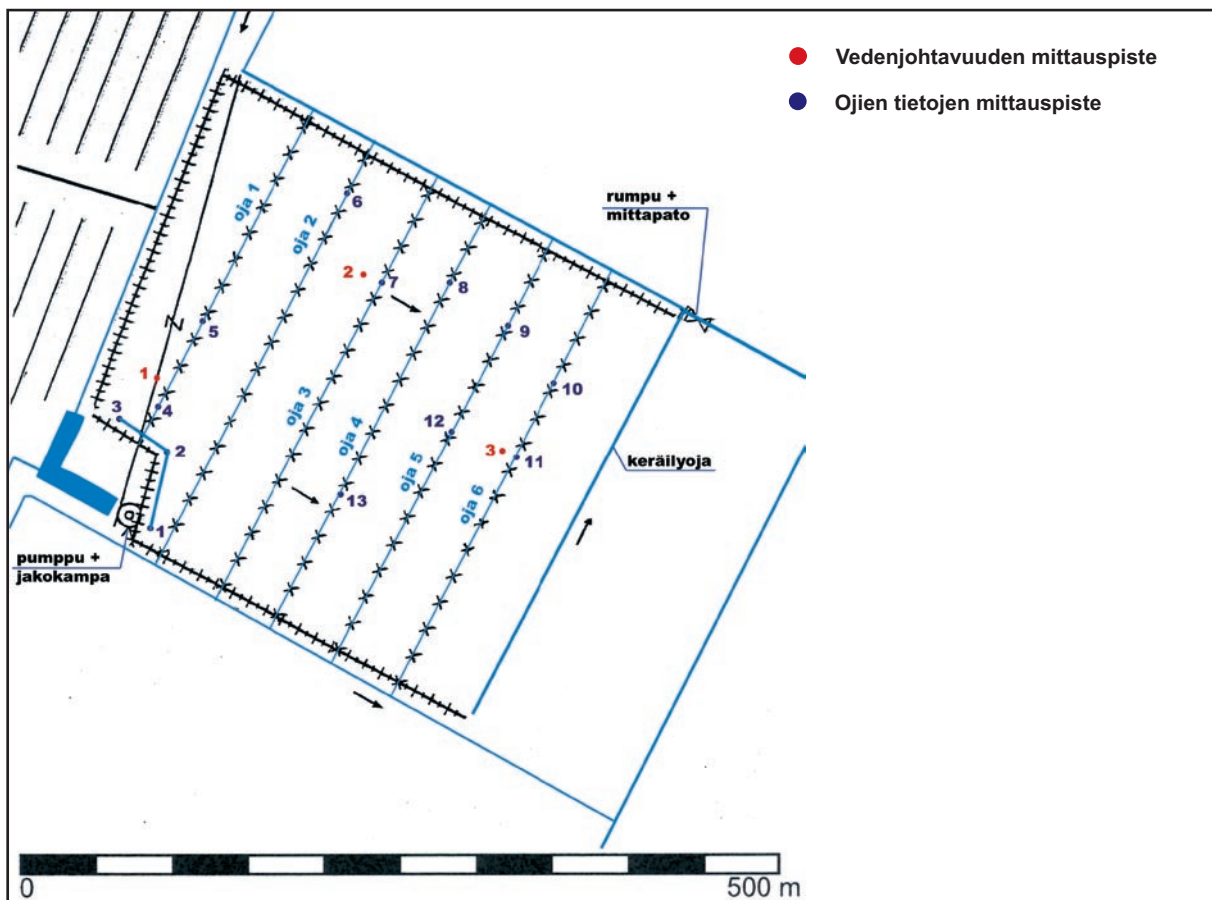 Vedenjohtavuuden mittauspiste
Ojien tietojen mittauspiste
rumpu +
mittapato
oja 1
oja 2
6
2
7
8
9
5
Z
1
10
3
4
oja 3
oja 4
12
2
3
11
keräilyoja
oja 5
oja 6
13
1
pumppu +
jakokampa
0
500 m